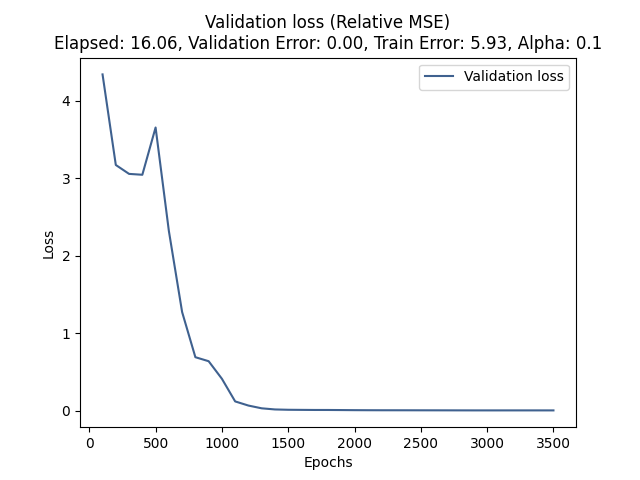 Validation loss (Relative MSE)
Elapsed: 16.06, Validation Error: 0.00, Train Error: 5.93, Alpha: 0.1
Validation loss
4
3
2
1
0
Loss
0 500 1000 1500 2000 2500 3000 3500
Epochs